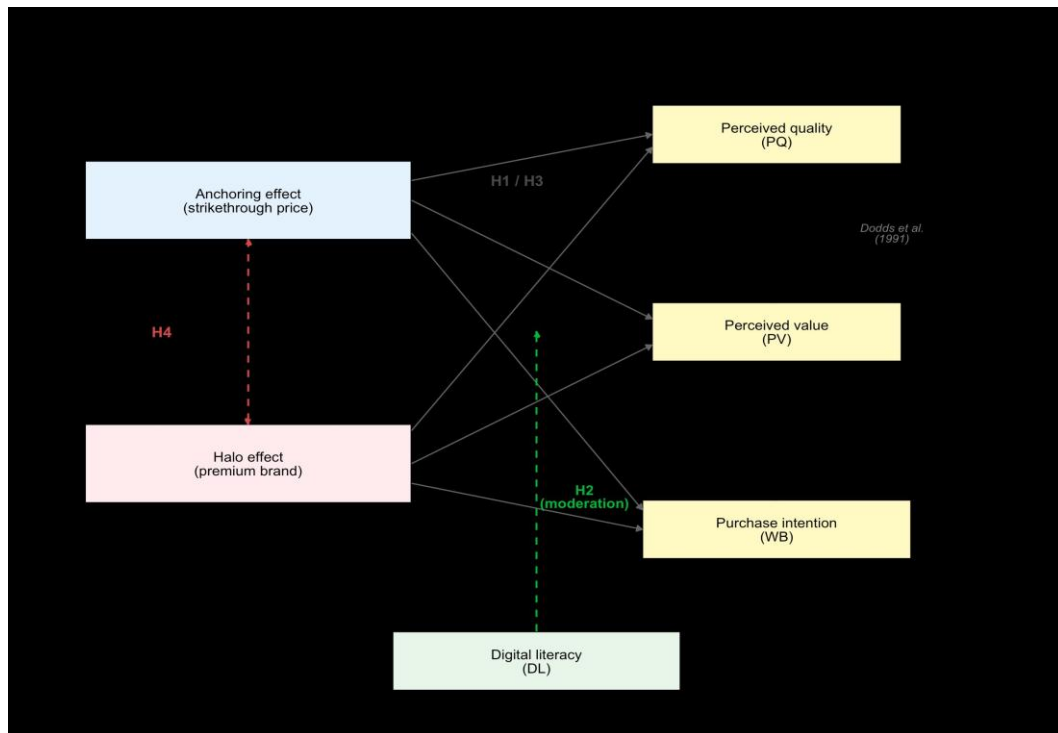 Perceived quality
(PQ)
H1 / H3
Anchoring effect
(strikethrough price)
Dodds et al.
(1991)
H4
Perceived value
(PV)
Halo effect
(premium brand)
H2
(moderation)
Purchase intention
(WB)
Digital literacy
(DL)